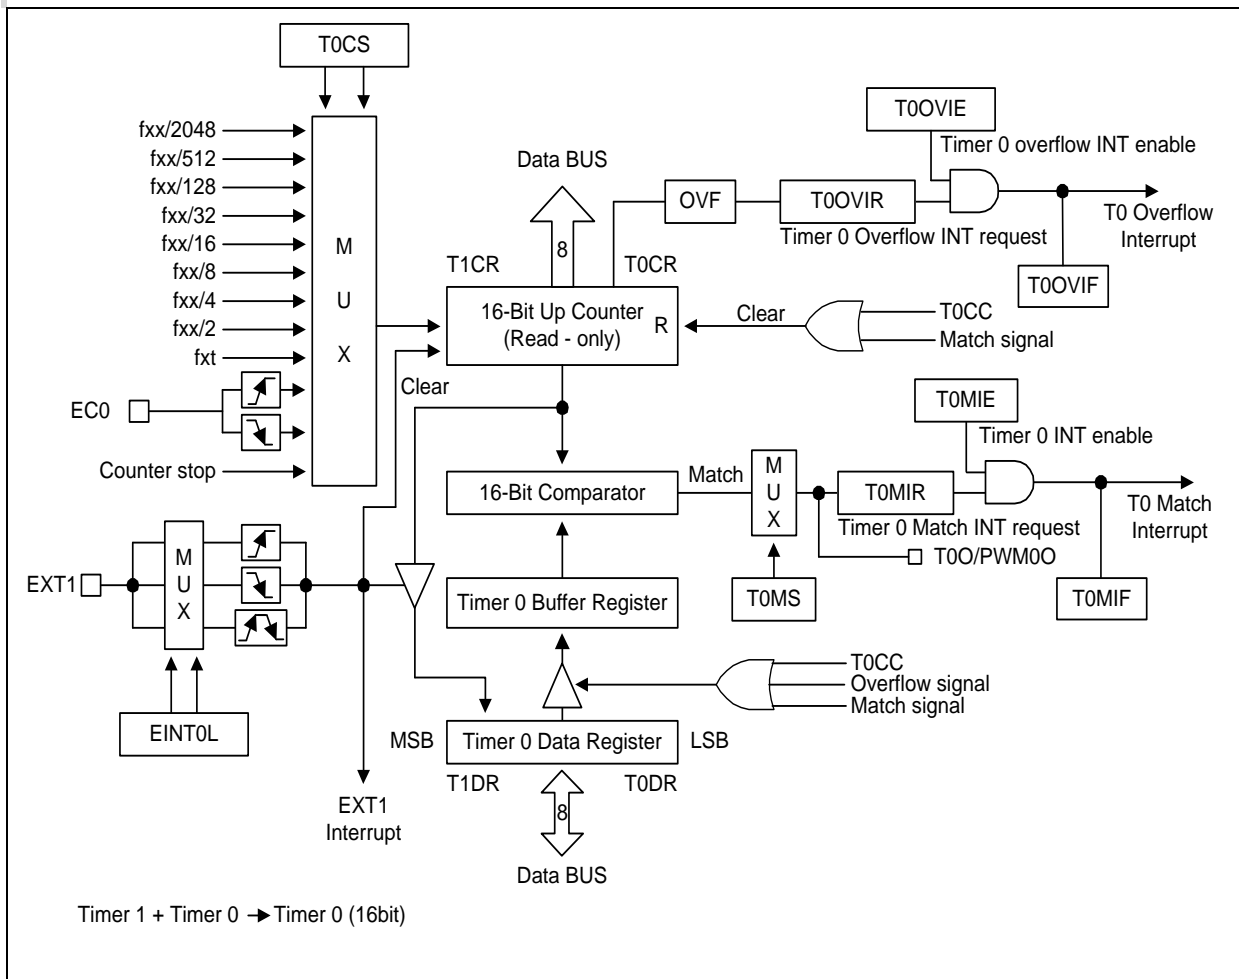 T0CS
fxx/2048
fxx/512
fxx/128
fxx/32
fxx/16
fxx/8
fxx/4
fxx/2
fxt
EC0
Counter stop
M
U
X
Data BUS
8
T1CR
T0CR
16-Bit Up Counter
(Read - only)
R
Clear
OVF
T0OVIR
Timer 0 Overflow INT request
T0OVIE
Timer 0 overflow INT enable
T0 Overflow
Interrupt
T0OVIF
Clear
T0CC
Match signal
16-Bit Comparator
Match
M
U
X
T0MS
T0MIR
Timer 0 Match INT request
T0MIE
Timer 0 INT enable
T0 Match
Interrupt
T0O/PWM0O
T0MIF
EXT1
M
U
X
EINT0L
EXT1
Interrupt
Timer 0 Buffer Register
T0CC
Overflow signal
Match signal
MSB
Timer 0 Data Register
LSB
T1DR
T0DR
8
Data BUS
Timer 1 + Timer 0 → Timer 0 (16bit)